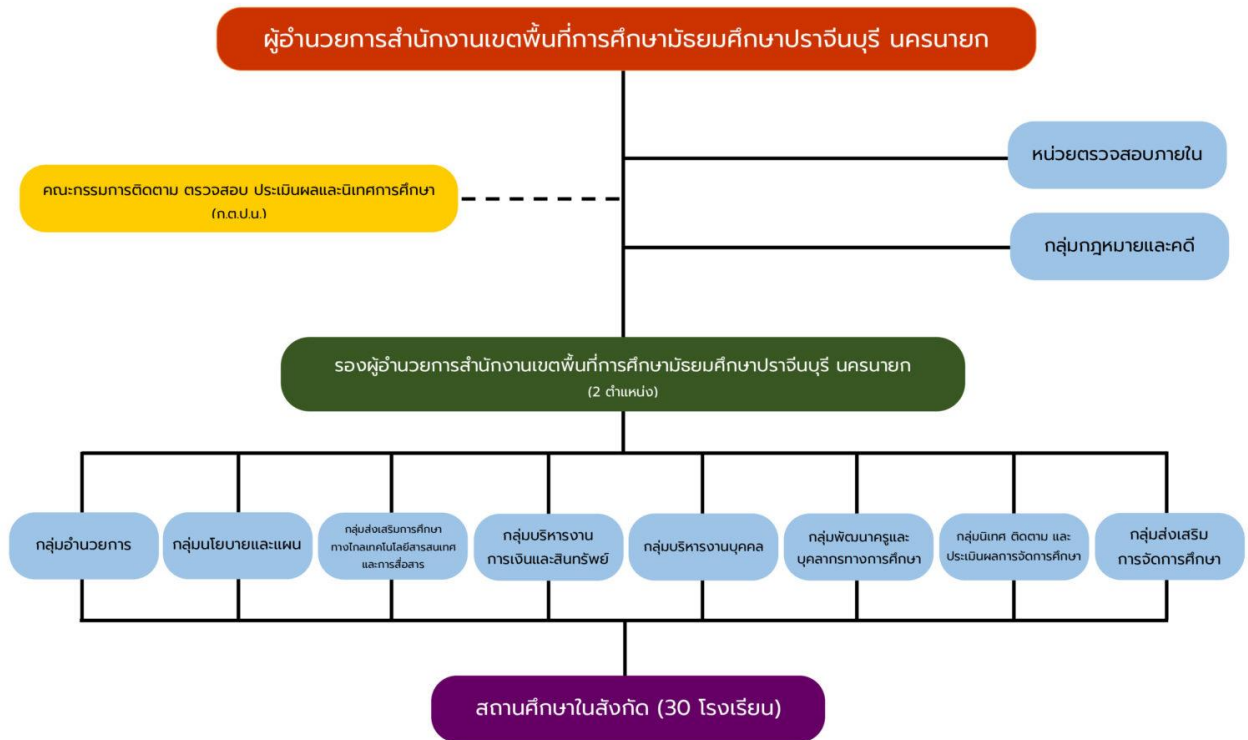 ผู้อำนวยการสำนักงานเขตพื้นที่การศึกษามัธยมศึกษาปราจีนบุรี นครนายก
หน่วยตรวจสอบภายใน
คณะกรรมการติดตาม ตรวจสอบ ประเมินผลและนิเทศการศึกษา
(ก.ต.ป.น.)
กลุ่มกฎหมายและคดี
รองผู้อำนวยการสำนักงานเขตพื้นที่การศึกษามัธยมศึกษาปราจีนบุรี นครนายก
(2 ตำแหน่ง)
กลุ่มอำนวยการ
กลุ่มนโยบายและแผน
กลุ่มส่งเสริมการศึกษา
ทางไกลเทคโนโลยีสารสนเทศ
และการสื่อสาร
กลุ่มบริหารงาน
การเงินและสินทรัพย์
กลุ่มบริหารงานบุคคล
กลุ่มพัฒนาครูและ
บุคลากรทางการศึกษา
กลุ่มนิเทศ ติดตาม และ
ประเมินผลการจัดการศึกษา
กลุ่มส่งเสริม
การจัดการศึกษา
สถานศึกษาในสังกัด (30 โรงเรียน)